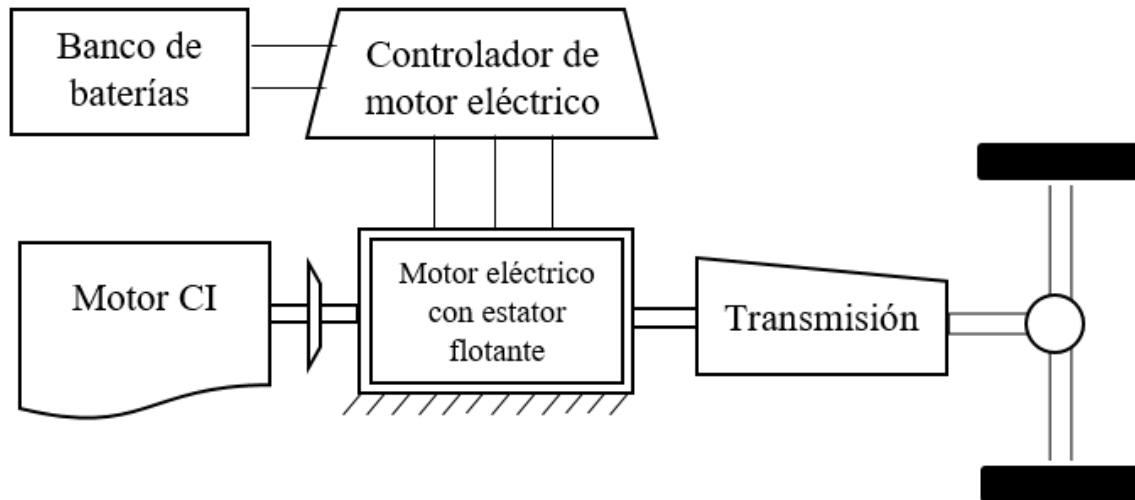 Banco de
baterías
Controlador de
motor eléctrico
Motor CI
Motor eléctrico
con estator
flotante
Transmisión